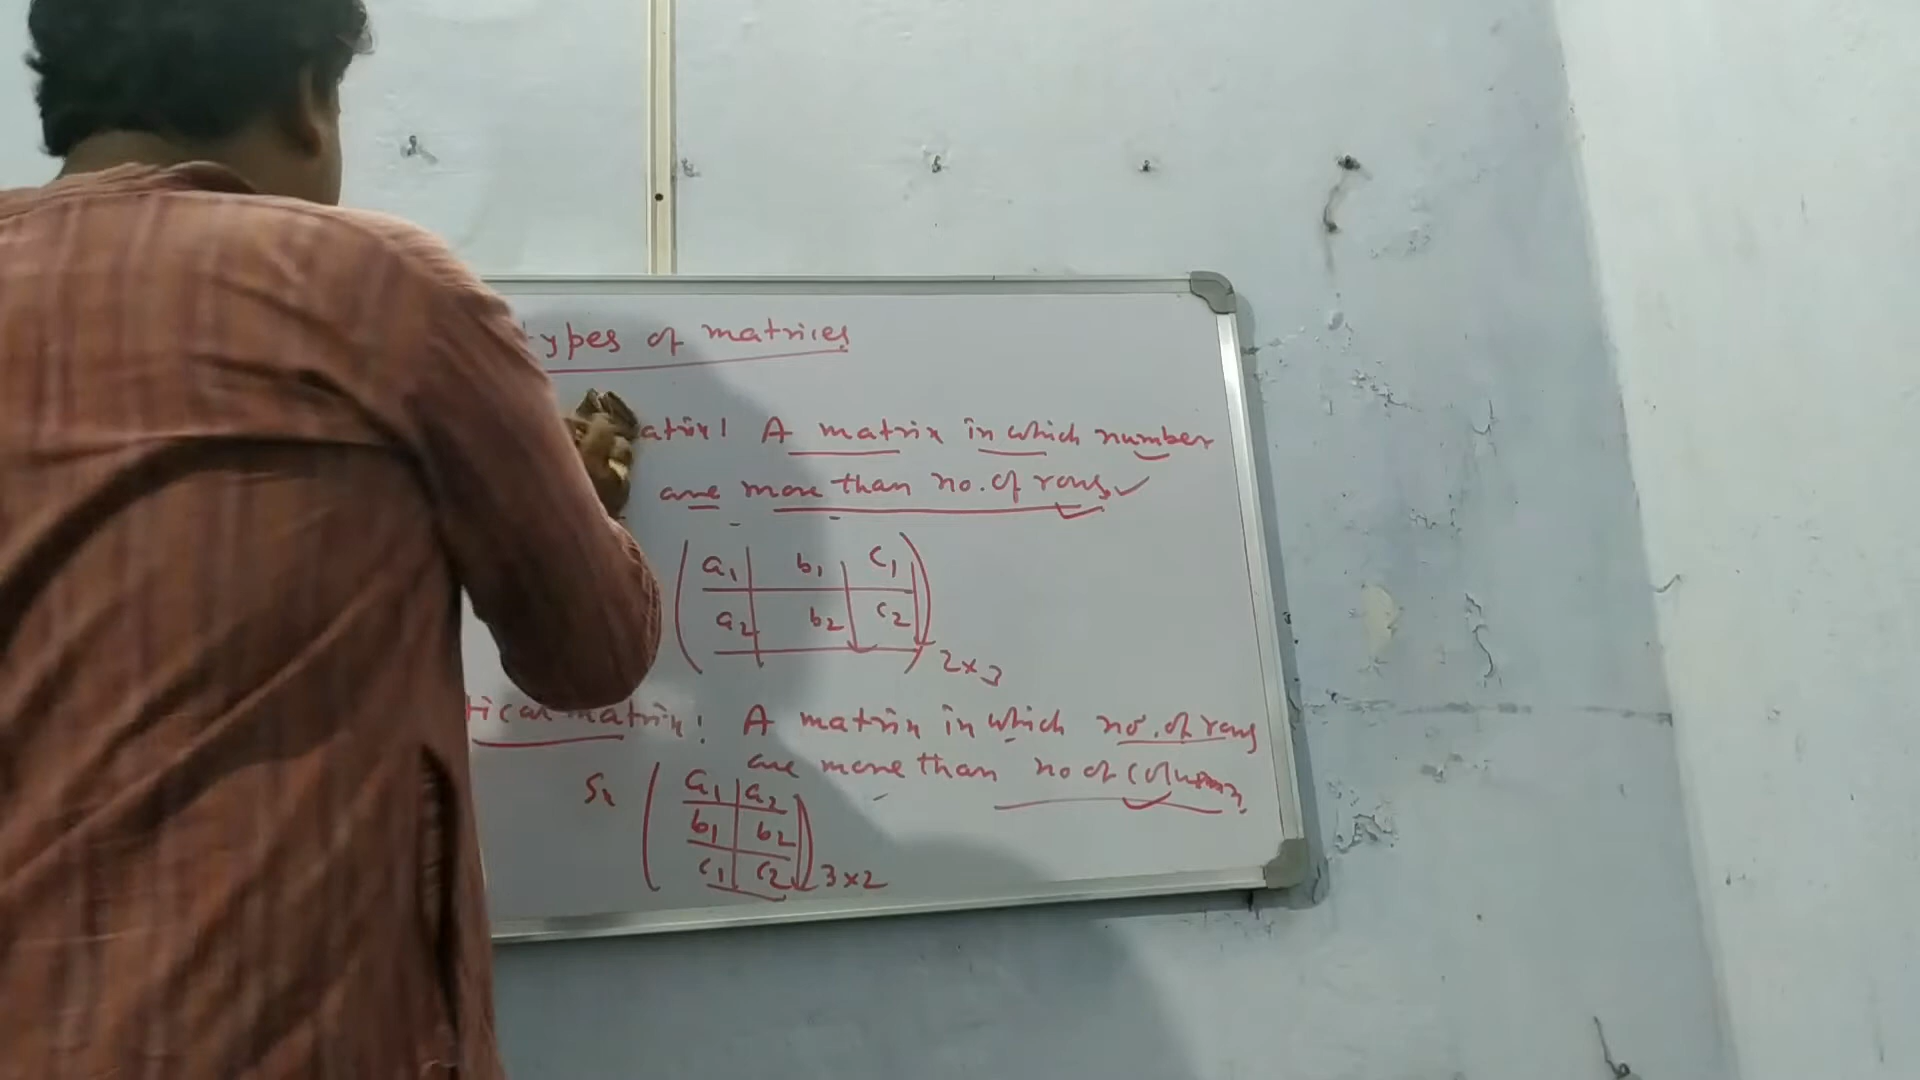 types of matrices
atrix! A matrix in which number
are more than no. of rows ✓
a1 b1 c1
a2 b2 c2
2×3
tical matrix: A matrix in which no. of rows
are more than no of column
a1 a2
b1 b2
c1 c2
3×2